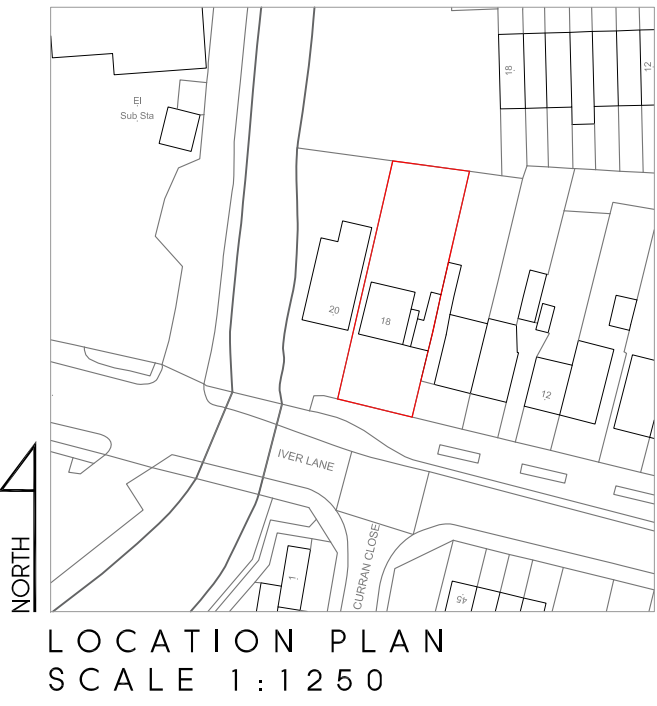 18
12
El
Sub Sta
20
18
12
IVER LANE
CURRAN CLOSE
1
45
NORTH
LOCATION PLAN
SCALE 1:1250